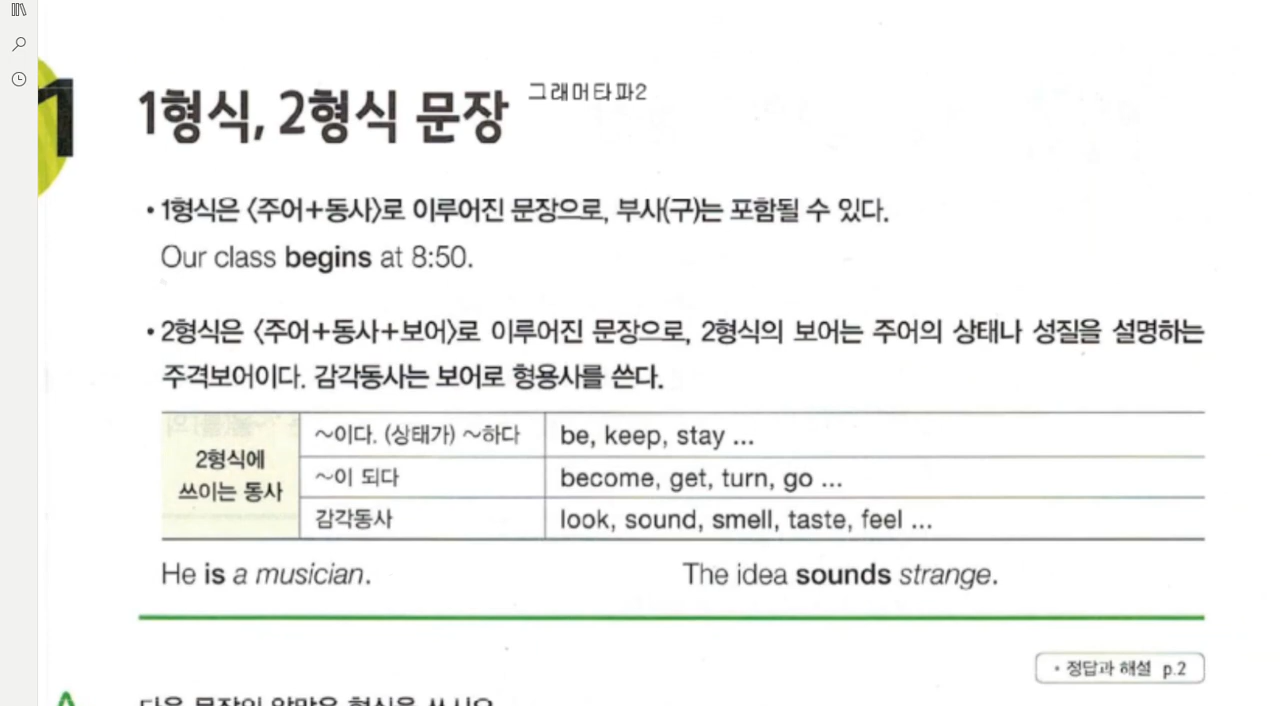 1
1형식, 2형식 문장 그래머타파2
• 1형식은 〈주어+동사〉로 이루어진 문장으로, 부사(구)는 포함될 수 있다.
Our class begins at 8:50.
• 2형식은 〈주어+동사+보어〉로 이루어진 문장으로, 2형식의 보어는 주어의 상태나 성질을 설명하는
주격보어이다. 감각동사는 보어로 형용사를 쓴다.
2형식에
쓰이는 동사
~이다. (상태가) ~하다 be, keep, stay ...
~이 되다 become, get, turn, go ...
감각동사 look, sound, smell, taste, feel ...
He is a musician. The idea sounds strange.
• 정답과 해설 p.2